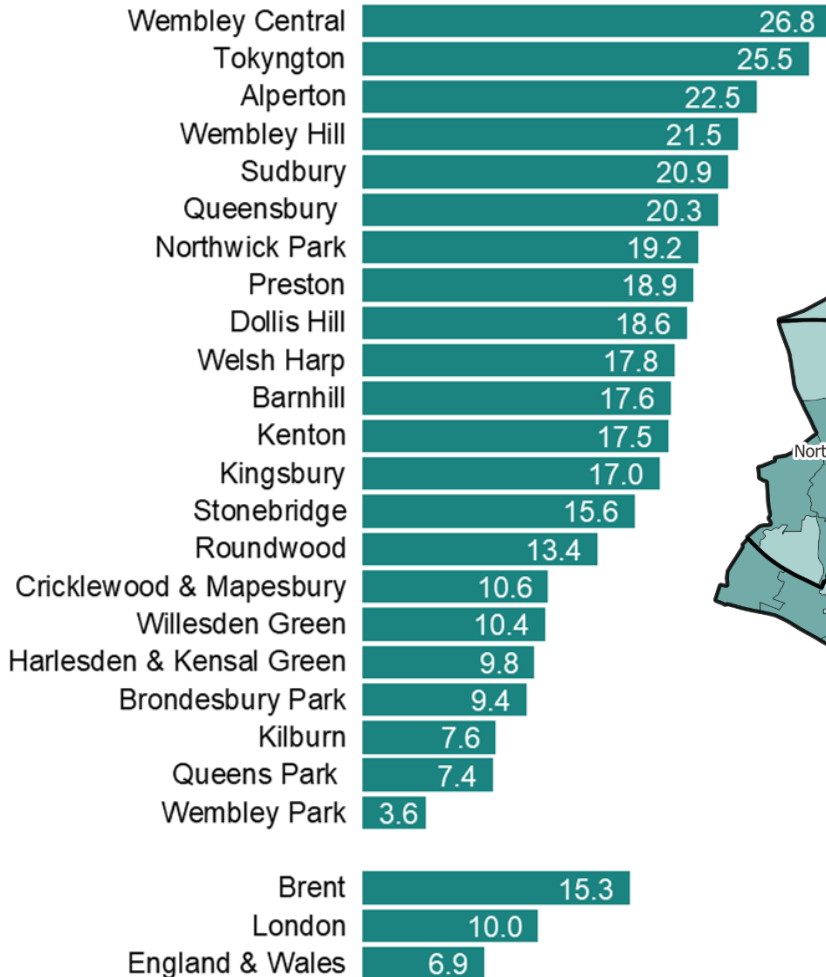 Wembley Central 26.8
Tokyngton 25.5
Alperton 22.5
Wembley Hill 21.5
Sudbury 20.9
Queensbury 20.3
Northwick Park 19.2
Preston 18.9
Dollis Hill 18.6
Welsh Harp 17.8
Barnhill 17.6
Kenton 17.5
Kingsbury 17.0
Nort
Stonebridge 15.6
Roundwood 13.4
Cricklewood & Mapesbury 10.6
Willesden Green 10.4
Harlesden & Kensal Green 9.8
Brondesbury Park 9.4
Kilburn 7.6
Queens Park 7.4
Wembley Park 3.6
Brent 15.3
London 10.0
England & Wales 6.9